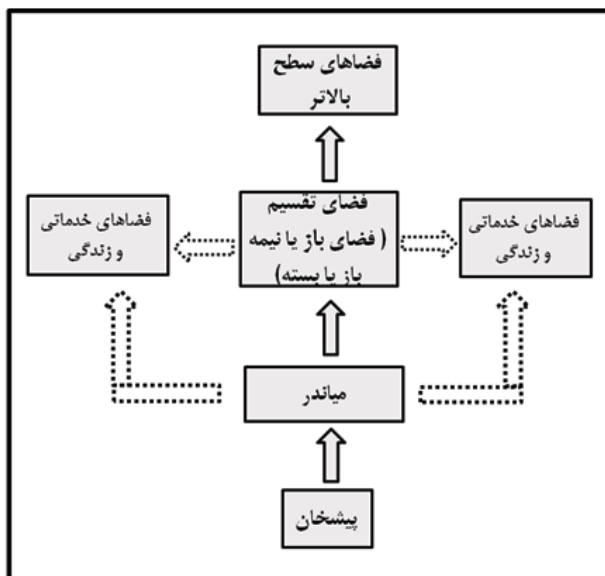 فضاهای سطح
بالاتر
فضای تقسیم
( فضای باز یا نیمه
باز یا بسته)
فضاهای خدماتی
و زندگی
فضاهای خدماتی
و زندگی
میاندر
پیشخان